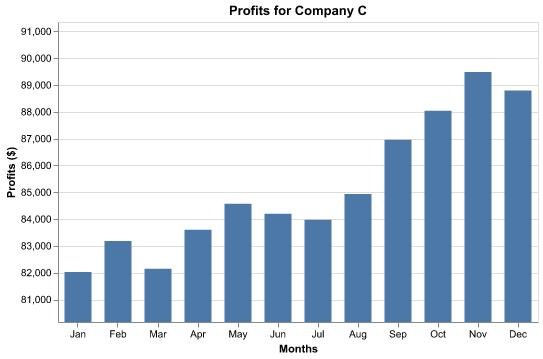 Profits for Company C
91,000
90,000
89,000
88,000
87,000
86,000
85,000
84,000
83,000
82,000
81,000
Profits ($)
Jan Feb Mar Apr May Jun Jul Aug Sep Oct Nov Dec
Months